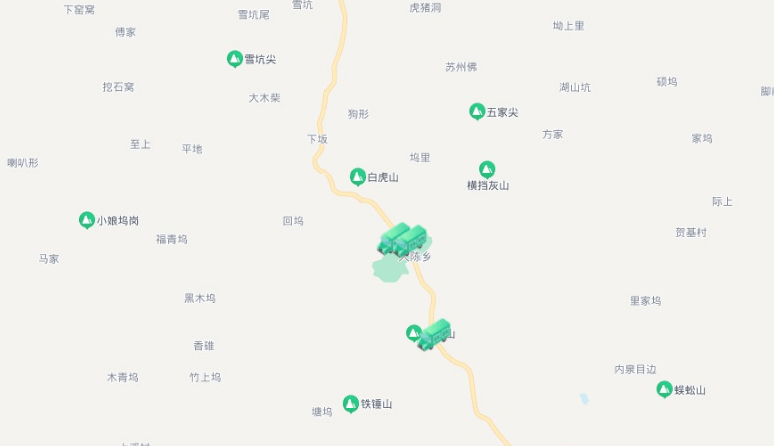 下窑窝
雪坑尾
雪坑
虎猪洞
坳上里
傅家
雪坑尖
苏州佛
挖石窝
大木柴
湖山坑
硕坞
狗形
五家尖
下坂
方家
家坞
至上
平地
坞里
喇叭形
白虎山
横挡灰山
际上
小娘坞岗
回坞
福青坞
贺基村
马家
陈乡
黑木坞
里家坞
山
香碓
木青坞
竹上坞
内泉目边
蜈蚣山
塘坞
铁锤山